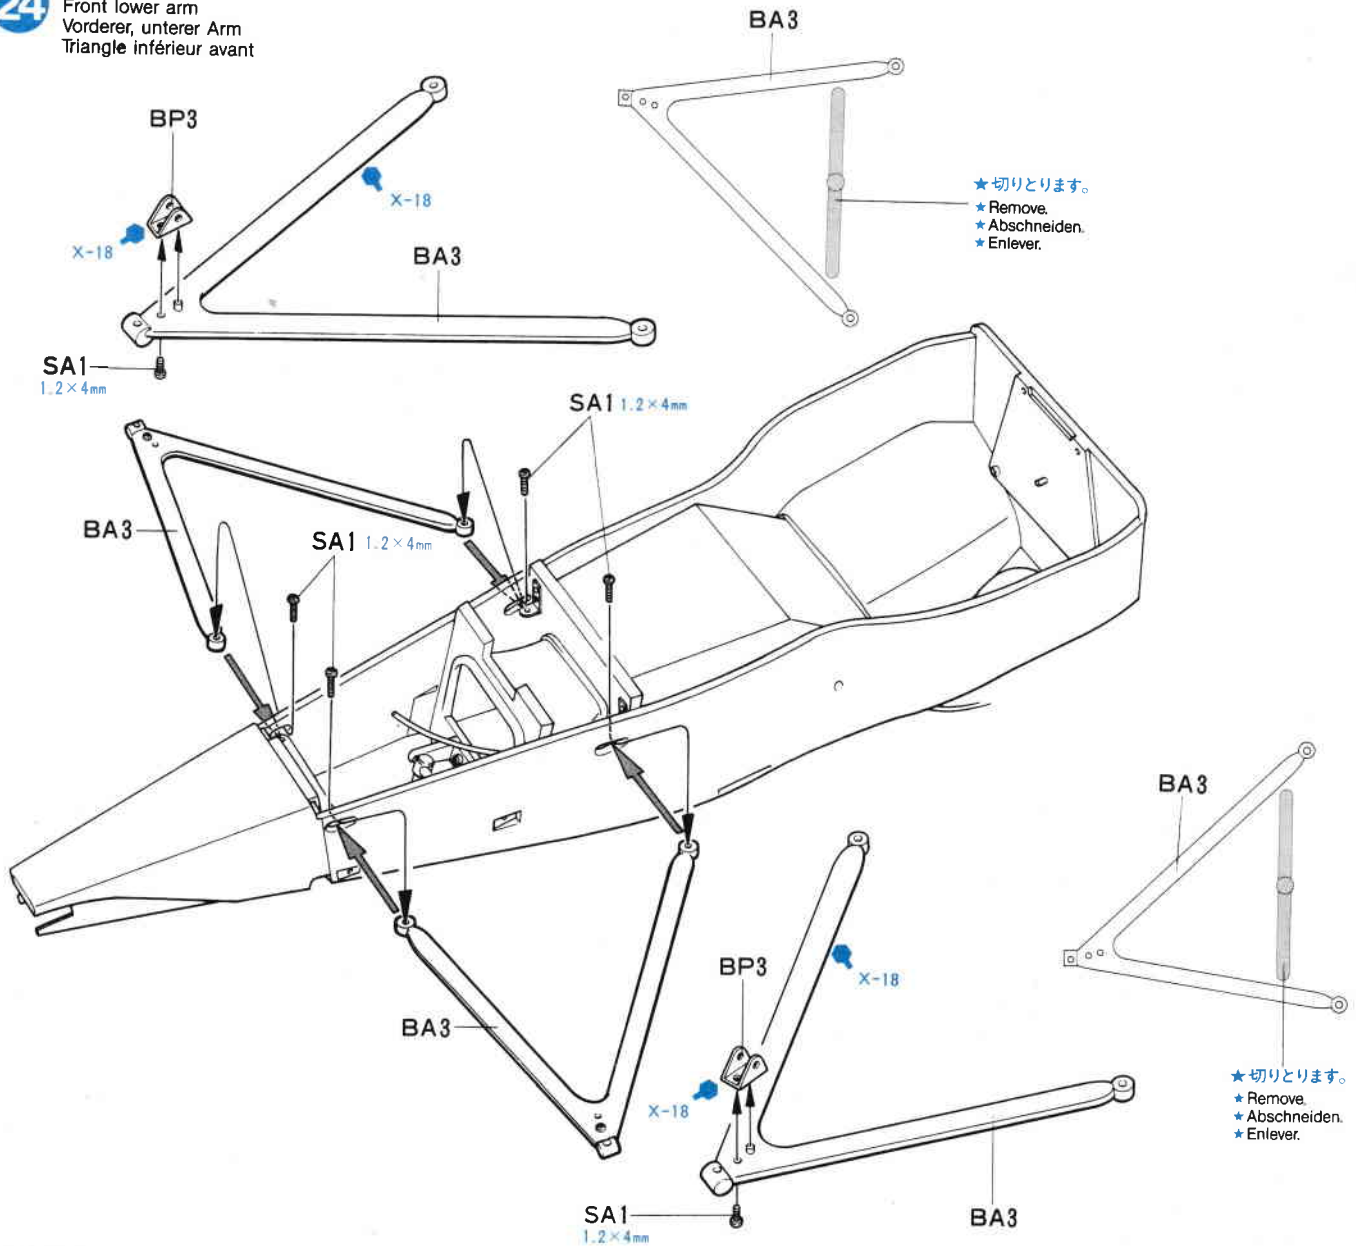 24
Front lower arm
Vorderer, unterer Arm
Triangle inférieur avant
BA3
BP3
X-18
X-18
★切りとります。
★Remove.
★Abschneiden.
★Enlever.
BA3
SA1
1.2×4mm
SA1 1.2×4mm
BA3
SA1 1.2×4mm
BA3
BP3
X-18
BA3
X-18
★切りとります。
★Remove.
★Abschneiden.
★Enlever.
SA1
1.2×4mm
BA3